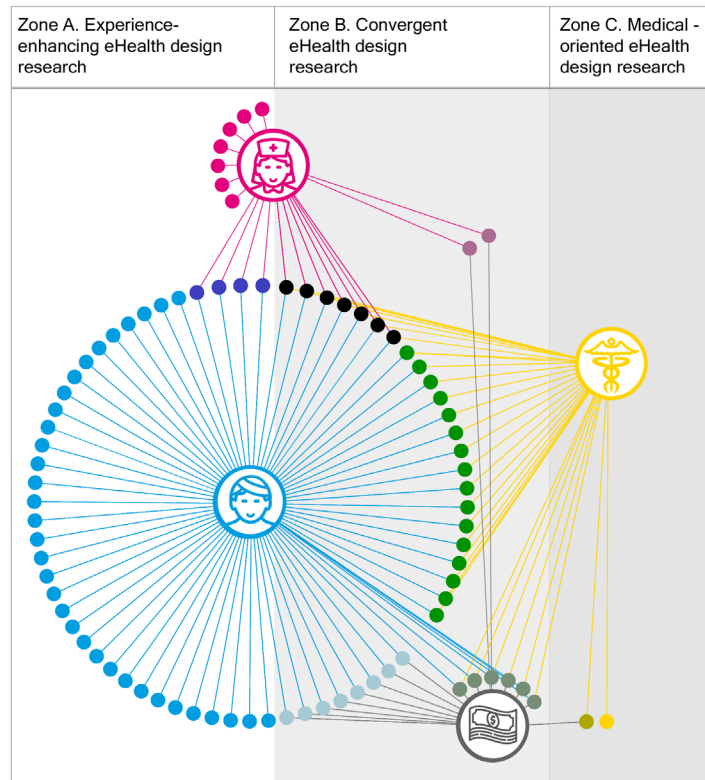 Zone A. Experience-
enhancing eHealth design
research
Zone B. Convergent
eHealth design
research
Zone C. Medical -
oriented eHealth
design research
$